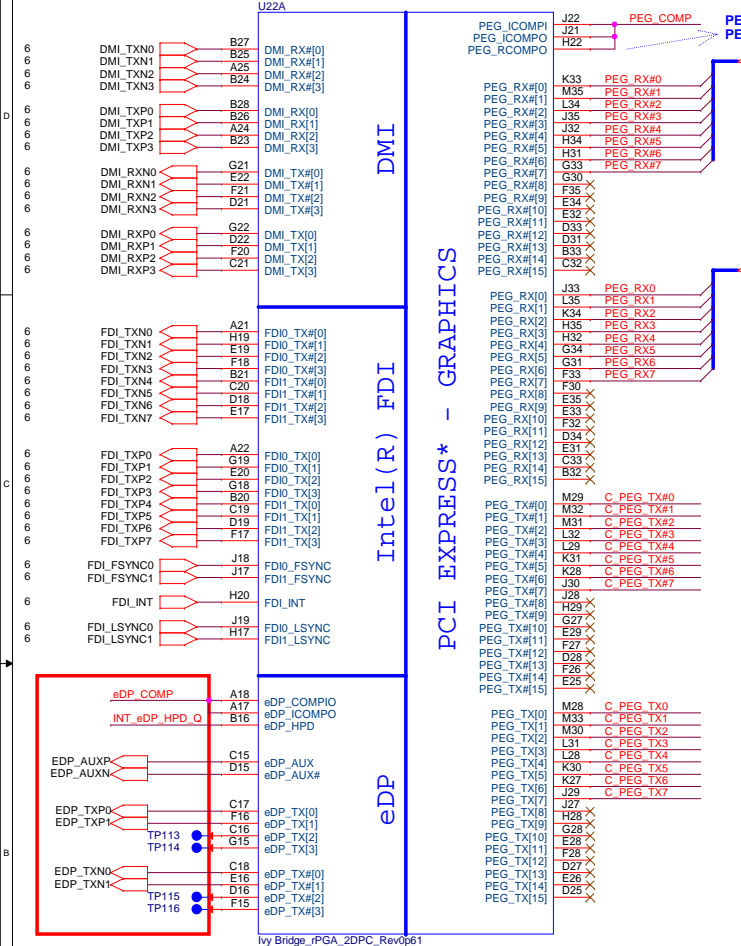 U22A
DMI
Intel(R) FDI
eDP
PCI EXPRESS* - GRAPHICS
D
C
B
6 DMI_TXN0 B27 DMI_RX#[0]
6 DMI_TXN1 B25 DMI_RX#[1]
6 DMI_TXN2 A25 DMI_RX#[2]
6 DMI_TXN3 B24 DMI_RX#[3]
6 DMI_TXP0 B28 DMI_RX[0]
6 DMI_TXP1 B26 DMI_RX[1]
6 DMI_TXP2 A24 DMI_RX[2]
6 DMI_TXP3 B23 DMI_RX[3]
6 DMI_RXN0 G21 DMI_TX#[0]
6 DMI_RXN1 E22 DMI_TX#[1]
6 DMI_RXN2 F21 DMI_TX#[2]
6 DMI_RXN3 D21 DMI_TX#[3]
6 DMI_RXP0 G22 DMI_TX[0]
6 DMI_RXP1 D22 DMI_TX[1]
6 DMI_RXP2 F20 DMI_TX[2]
6 DMI_RXP3 C21 DMI_TX[3]
6 FDI_TXN0 A21 FDI0_TX#[0]
6 FDI_TXN1 H19 FDI0_TX#[1]
6 FDI_TXN2 E19 FDI0_TX#[2]
6 FDI_TXN3 F18 FDI0_TX#[3]
6 FDI_TXN4 B21 FDI1_TX#[0]
6 FDI_TXN5 C20 FDI1_TX#[1]
6 FDI_TXN6 D18 FDI1_TX#[2]
6 FDI_TXN7 E17 FDI1_TX#[3]
6 FDI_TXP0 A22 FDI0_TX[0]
6 FDI_TXP1 G19 FDI0_TX[1]
6 FDI_TXP2 E20 FDI0_TX[2]
6 FDI_TXP3 G18 FDI0_TX[3]
6 FDI_TXP4 B20 FDI1_TX[0]
6 FDI_TXP5 C19 FDI1_TX[1]
6 FDI_TXP6 D19 FDI1_TX[2]
6 FDI_TXP7 F17 FDI1_TX[3]
6 FDI_FSYNC0 J18 FDI0_FSYNC
6 FDI_FSYNC1 J17 FDI1_FSYNC
6 FDI_INT H20 FDI_INT
6 FDI_LSYNC0 J19 FDI0_LSYNC
6 FDI_LSYNC1 H17 FDI1_LSYNC
eDP_COMP A18 eDP_COMPIO
A17 eDP_ICOMPO
INT_eDP_HPD_Q B16 eDP_HPD
EDP_AUXP C15 eDP_AUX
EDP_AUXN D15 eDP_AUX#
EDP_TXP0 C17 eDP_TX[0]
EDP_TXP1 F16 eDP_TX[1]
TP113 C16 eDP_TX[2]
TP114 G15 eDP_TX[3]
EDP_TXN0 C18 eDP_TX#[0]
EDP_TXN1 E16 eDP_TX#[1]
TP115 D16 eDP_TX#[2]
TP116 F15 eDP_TX#[3]
PEG_ICOMPI J22 PEG_COMP PE
PEG_ICOMPO J21 PE
PEG_RCOMPO H22
PEG_RX#[0] K33 PEG_RX#0
PEG_RX#[1] M35 PEG_RX#1
PEG_RX#[2] L34 PEG_RX#2
PEG_RX#[3] J35 PEG_RX#3
PEG_RX#[4] J32 PEG_RX#4
PEG_RX#[5] H34 PEG_RX#5
PEG_RX#[6] H31 PEG_RX#6
PEG_RX#[7] G33 PEG_RX#7
PEG_RX#[8] G30
PEG_RX#[9] F35
PEG_RX#[10] E34
PEG_RX#[11] E32
PEG_RX#[12] D33
PEG_RX#[13] D31
PEG_RX#[14] B33
PEG_RX#[15] C32
PEG_RX[0] J33 PEG_RX0
PEG_RX[1] L35 PEG_RX1
PEG_RX[2] K34 PEG_RX2
PEG_RX[3] H35 PEG_RX3
PEG_RX[4] H32 PEG_RX4
PEG_RX[5] G34 PEG_RX5
PEG_RX[6] G31 PEG_RX6
PEG_RX[7] F33 PEG_RX7
PEG_RX[8] F30
PEG_RX[9] E35
PEG_RX[10] E33
PEG_RX[11] F32
PEG_RX[12] D34
PEG_RX[13] E31
PEG_RX[14] C33
PEG_RX[15] B32
PEG_TX#[0] M29 C_PEG_TX#0
PEG_TX#[1] M32 C_PEG_TX#1
PEG_TX#[2] M31 C_PEG_TX#2
PEG_TX#[3] L32 C_PEG_TX#3
PEG_TX#[4] L29 C_PEG_TX#4
PEG_TX#[5] K31 C_PEG_TX#5
PEG_TX#[6] K28 C_PEG_TX#6
PEG_TX#[7] J30 C_PEG_TX#7
PEG_TX#[8] J28
PEG_TX#[9] H29
PEG_TX#[10] G27
PEG_TX#[11] E29
PEG_TX#[12] F27
PEG_TX#[13] D28
PEG_TX#[14] F26
PEG_TX#[15] E25
PEG_TX[0] M28 C_PEG_TX0
PEG_TX[1] M33 C_PEG_TX1
PEG_TX[2] M30 C_PEG_TX2
PEG_TX[3] L31 C_PEG_TX3
PEG_TX[4] L28 C_PEG_TX4
PEG_TX[5] K30 C_PEG_TX5
PEG_TX[6] K27 C_PEG_TX6
PEG_TX[7] J29 C_PEG_TX7
PEG_TX[8] J27
PEG_TX[9] H28
PEG_TX[10] G28
PEG_TX[11] E28
PEG_TX[12] F28
PEG_TX[13] D27
PEG_TX[14] E26
PEG_TX[15] D25
Ivy Bridge_rPGA_2DPC_Rev0p61